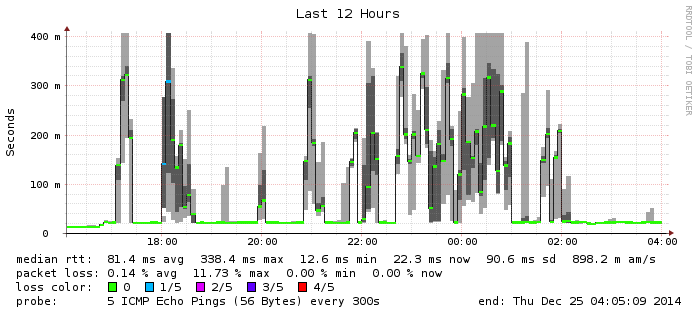 Last 12 Hours
RRDTOOL / TOBI OETIKER
Seconds
400 m
300 m
200 m
100 m
0
18:00 20:00 22:00 00:00 02:00 04:00
median rtt: 81.4 ms avg 338.4 ms max 12.6 ms min 22.3 ms now 90.6 ms sd 898.2 m am/s
packet loss: 0.14 % avg 11.73 % max 0.00 % min 0.00 % now
loss color: 0 1/5 2/5 3/5 4/5
probe: 5 ICMP Echo Pings (56 Bytes) every 300s end: Thu Dec 25 04:05:09 2014